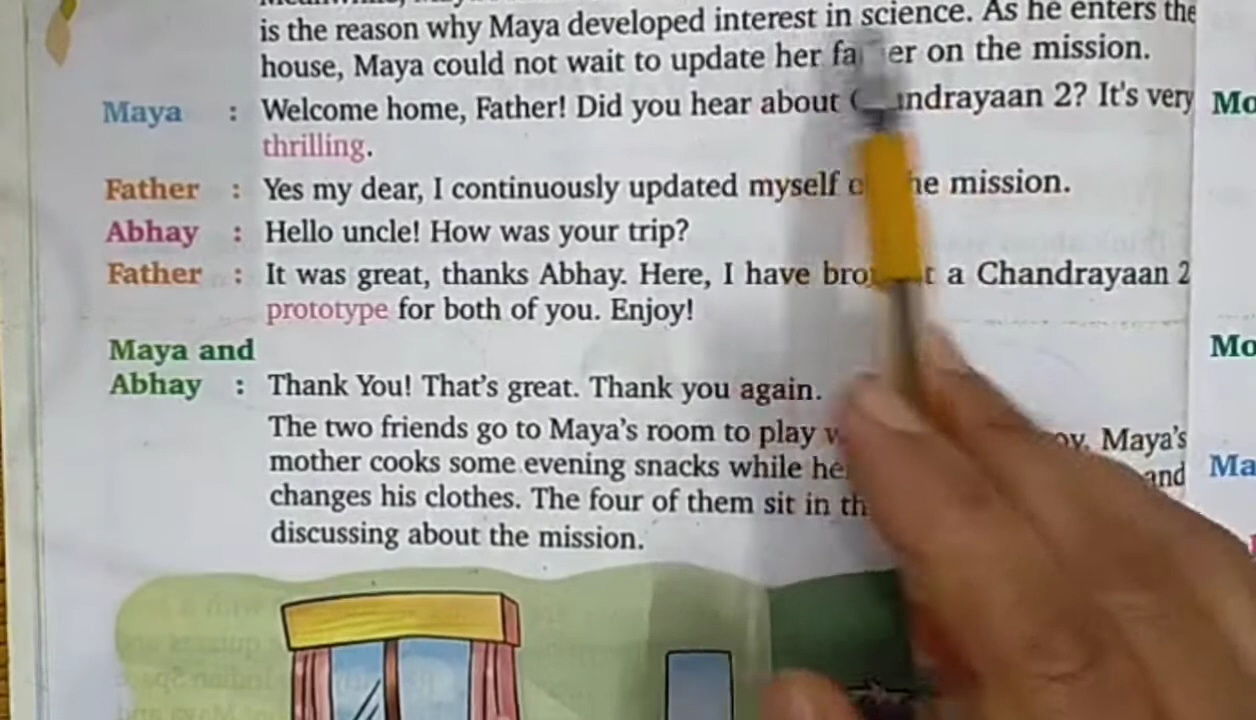 is the reason why Maya developed interest in science. As he enters the
house, Maya could not wait to update her on the mission.
Maya : Welcome home, Father! Did you hear about 2? It's very
thrilling.
Father : Yes my dear, I continuously updated myself mission.
Abhay : Hello uncle! How was your trip?
Father : It was great, thanks Abhay. Here, I have a Chandrayaan 2
prototype for both of you. Enjoy!
Maya and
Abhay : Thank You! That's great. Thank you again.
The two friends go to Maya's room to play Maya's
mother cooks some evening snacks while and
changes his clothes. The four of them sit in
discussing about the mission.